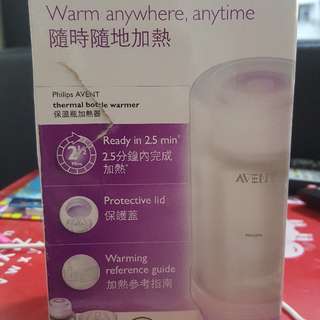 Warm anywhere, anytime
隨時隨地加熱
Philips AVENT
thermal bottle warmer
保溫瓶加熱器
2½
Ready in 2.5 min*
2.5分鐘內完成
加熱*
Protective lid
保護蓋
Warming
reference guide
加熱參考指南
AVENT
PHILIPS